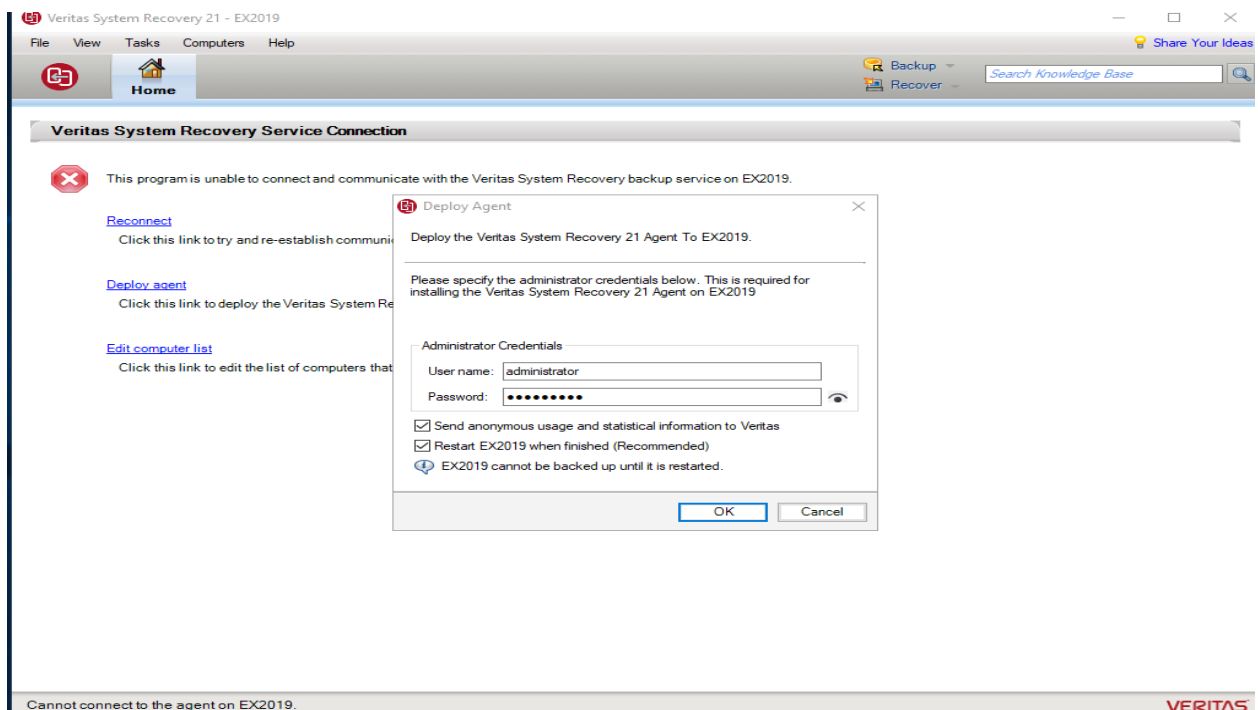 Veritas System Recovery 21 - EX2019
File View Tasks Computers Help Share Your Ideas
Home
Backup
Recover
Search Knowledge Base
Veritas System Recovery Service Connection
This program is unable to connect and communicate with the Veritas System Recovery backup service on EX2019.
Reconnect
Click this link to try and re-establish communi
Deploy agent
Click this link to deploy the Veritas System Re
Edit computer list
Click this link to edit the list of computers that
Deploy Agent
Deploy the Veritas System Recovery 21 Agent To EX2019.
Please specify the administrator credentials below. This is required for
installing the Veritas System Recovery 21 Agent on EX2019
Administrator Credentials
User name: administrator
Password: •••••••••
Send anonymous usage and statistical information to Veritas
Restart EX2019 when finished (Recommended)
EX2019 cannot be backed up until it is restarted.
OK Cancel
Cannot connect to the agent on EX2019.
VERITAS